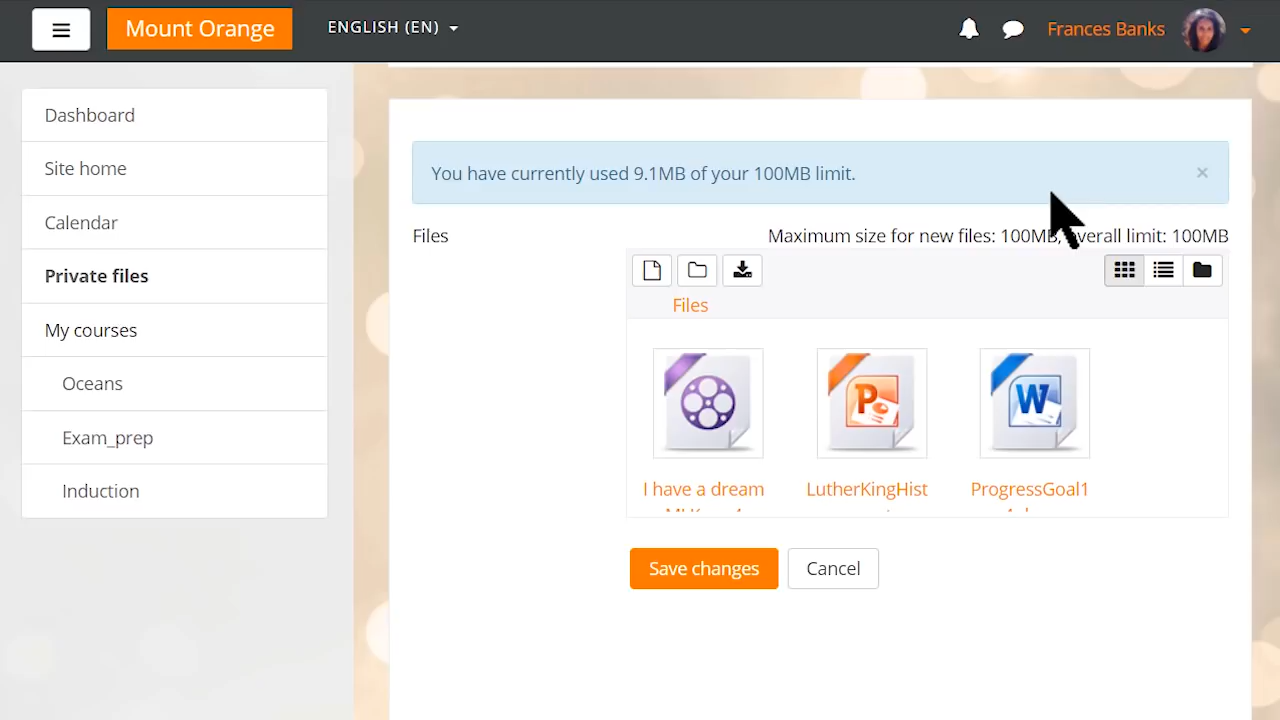 Mount Orange
ENGLISH (EN)
Frances Banks
Dashboard
Site home
Calendar
Private files
My courses
Oceans
Exam_prep
Induction
You have currently used 9.1MB of your 100MB limit.
×
Files
Maximum size for new files: 100MB, overall limit: 100MB
Files
P
W
I have a dream
LutherKingHist
ProgressGoal1
Save changes
Cancel